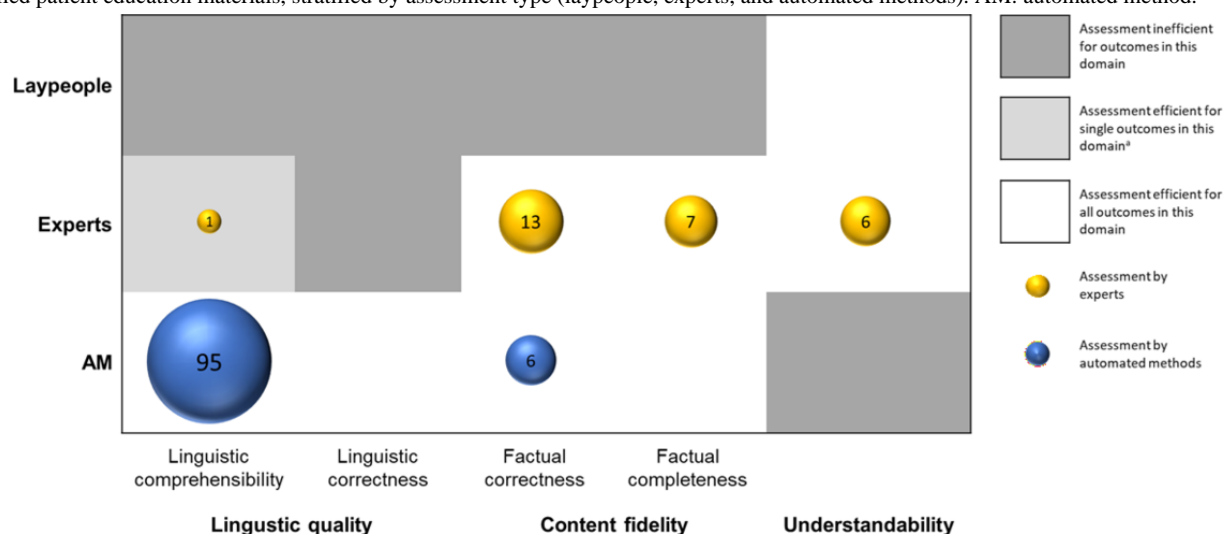 ied patient education materials, stratified by assessment type (laypeople, experts, and automated methods). AM: automated method.
Laypeople
Experts
AM
1
13
7
6
95
6
Linguistic
comprehensibility
Linguistic
correctness
Factual
correctness
Factual
completeness
Lingustic quality
Content fidelity
Understandability
Assessment inefficient
for outcomes in this
domain
Assessment efficient for
single outcomes in this
domainᵃ
Assessment efficient for
all outcomes in this
domain
Assessment by
experts
Assessment by
automated methods